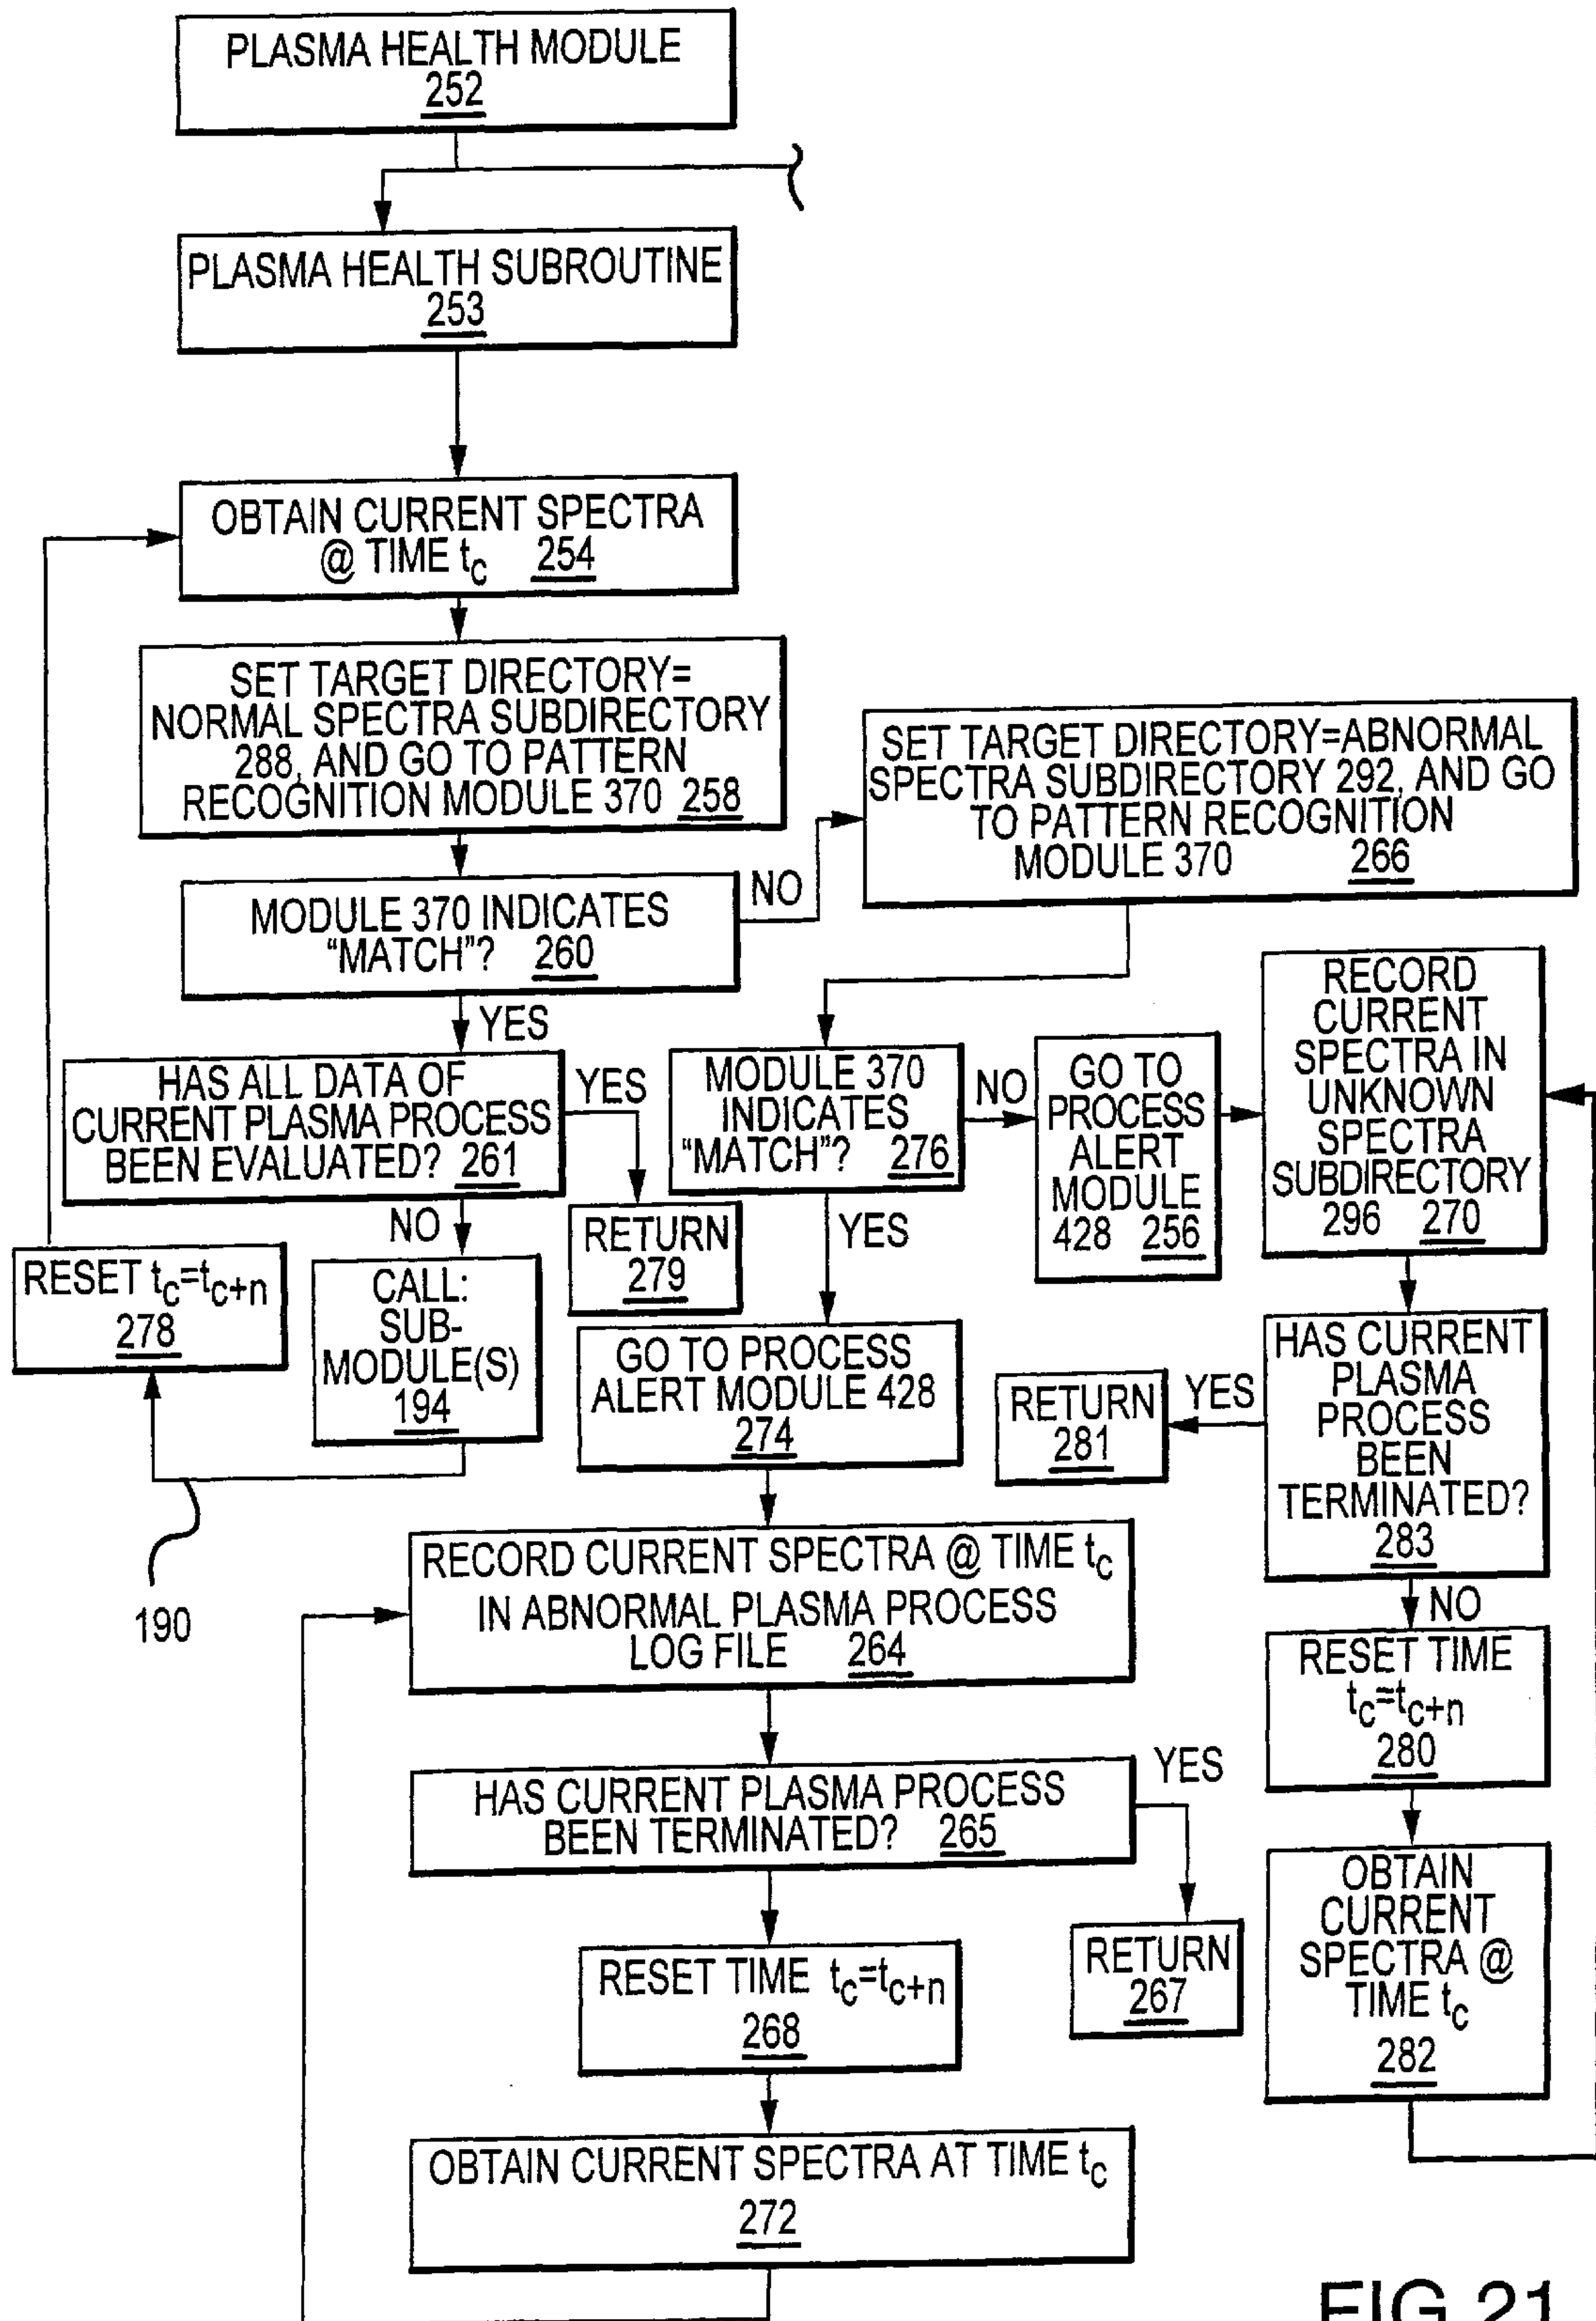 PLASMA HEALTH MODULE
252
PLASMA HEALTH SUBROUTINE
253
OBTAIN CURRENT SPECTRA
@ TIME tc 254
SET TARGET DIRECTORY=
NORMAL SPECTRA SUBDIRECTORY
288, AND GO TO PATTERN
RECOGNITION MODULE 370 258
SET TARGET DIRECTORY=ABNORMAL
SPECTRA SUBDIRECTORY 292, AND GO
TO PATTERN RECOGNITION
MODULE 370 266
MODULE 370 INDICATES
"MATCH"? 260
NO
YES
HAS ALL DATA OF
CURRENT PLASMA PROCESS
BEEN EVALUATED? 261
YES
NO
RETURN
279
RESET tc=tc+n
278
CALL:
SUB-
MODULE(S)
194
190
MODULE 370
INDICATES
"MATCH"? 276
NO
YES
GO TO
PROCESS
ALERT
MODULE
428 256
RECORD
CURRENT
SPECTRA IN
UNKNOWN
SPECTRA
SUBDIRECTORY
296 270
GO TO PROCESS
ALERT MODULE 428
274
HAS CURRENT
PLASMA
PROCESS
BEEN
TERMINATED?
283
YES
RETURN
281
NO
RESET TIME
tc=tc+n
280
OBTAIN
CURRENT
SPECTRA @
TIME tc
282
RECORD CURRENT SPECTRA @ TIME tc
IN ABNORMAL PLASMA PROCESS
LOG FILE 264
HAS CURRENT PLASMA PROCESS
BEEN TERMINATED? 265
YES
RETURN
267
RESET TIME tc=tc+n
268
OBTAIN CURRENT SPECTRA AT TIME tc
272
FIG.21